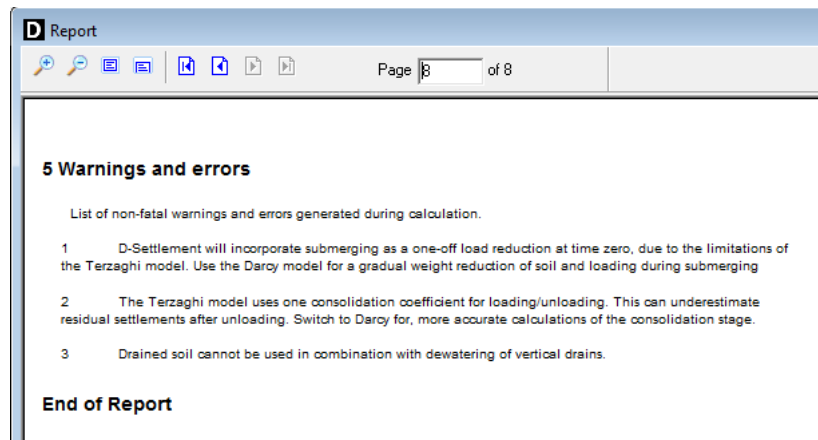 D Report
Page 8 of 8
5 Warnings and errors
List of non-fatal warnings and errors generated during calculation.
1 D-Settlement will incorporate submerging as a one-off load reduction at time zero, due to the limitations of
the Terzaghi model. Use the Darcy model for a gradual weight reduction of soil and loading during submerging
2 The Terzaghi model uses one consolidation coefficient for loading/unloading. This can underestimate
residual settlements after unloading. Switch to Darcy for, more accurate calculations of the consolidation stage.
3 Drained soil cannot be used in combination with dewatering of vertical drains.
End of Report